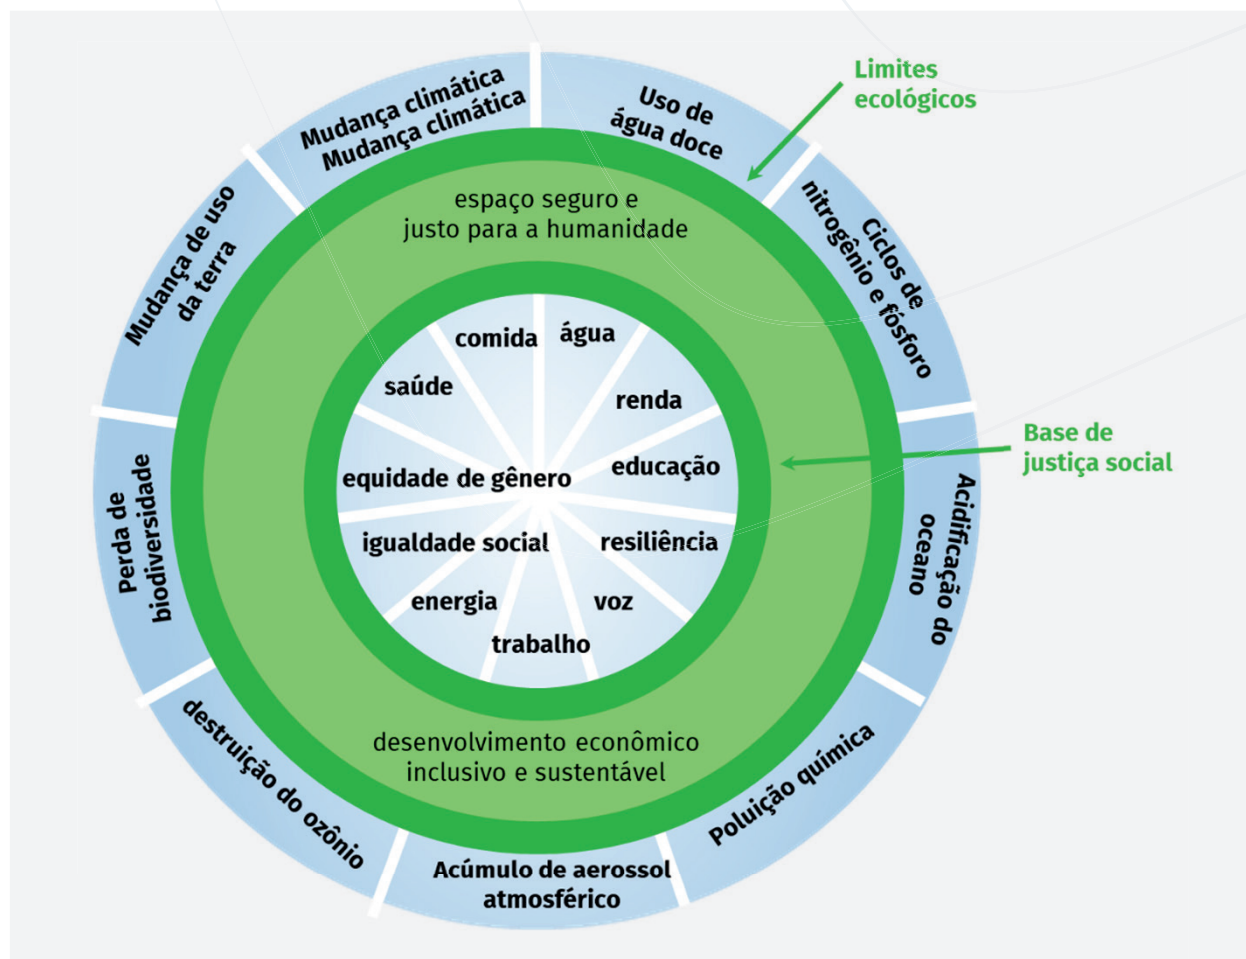 Limites
ecológicos
Mudança climática
Mudança climática
Uso de
água doce
Ciclos de
nitrogênio e fósforo
Acidificação do
oceano
Poluição química
Acúmulo de aerossol
atmosférico
destruição do ozônio
Perda de
biodiversidade
Mudança de uso
da terra
espaço seguro e
justo para a humanidade
Base de
justiça social
comida
água
saúde
renda
equidade de gênero
educação
igualdade social
resiliência
energia
voz
trabalho
desenvolvimento econômico
inclusivo e sustentável